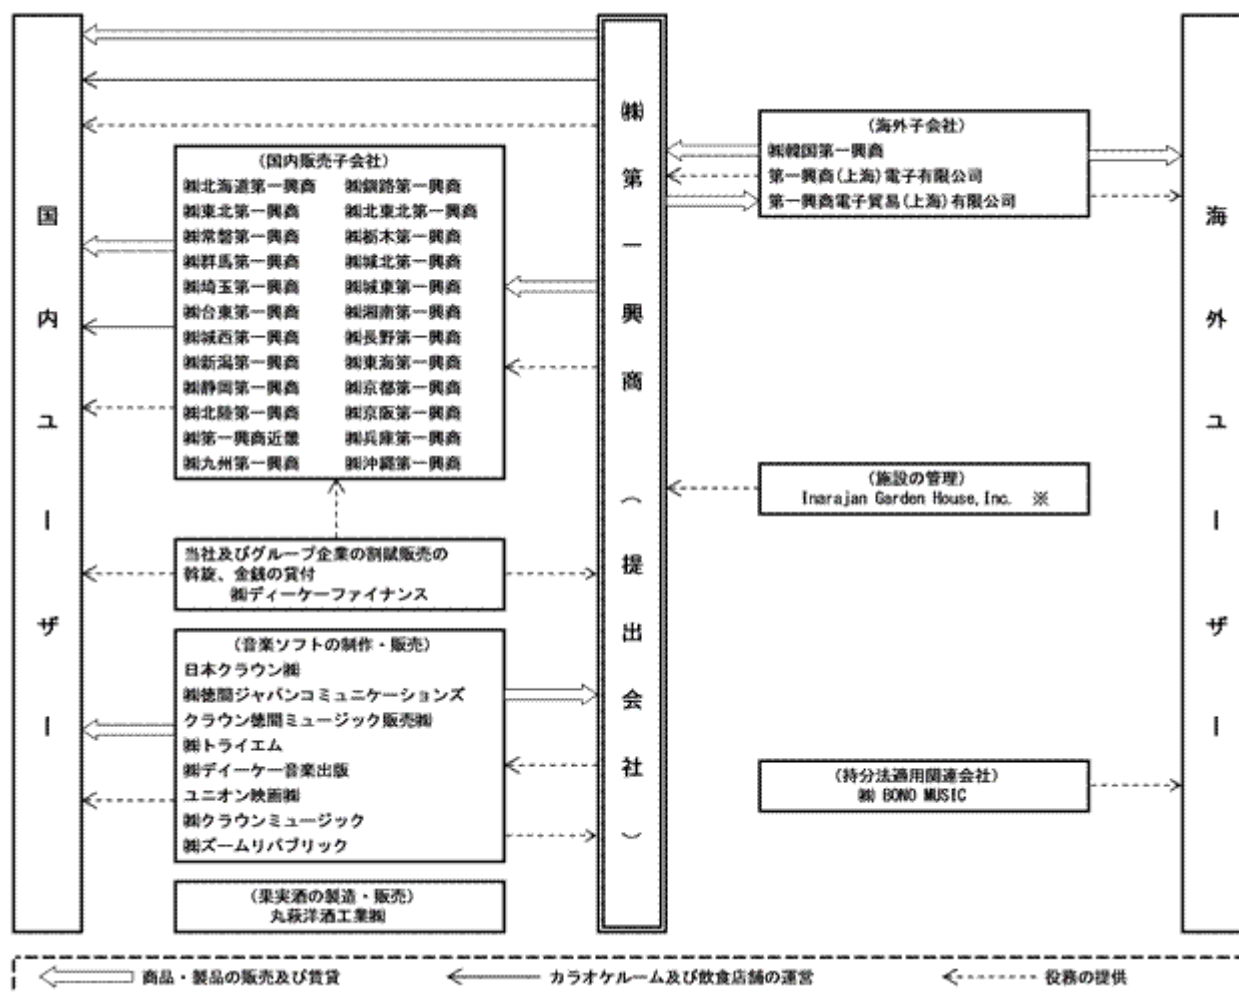 国内ユーザー
㈱第一興商（提出会社）
海外ユーザー
（国内販売子会社）
㈱北海道第一興商　㈱釧路第一興商
㈱東北第一興商　㈱北東北第一興商
㈱常磐第一興商　㈱栃木第一興商
㈱群馬第一興商　㈱城北第一興商
㈱埼玉第一興商　㈱城東第一興商
㈱台東第一興商　㈱湘南第一興商
㈱城西第一興商　㈱長野第一興商
㈱新潟第一興商　㈱東海第一興商
㈱静岡第一興商　㈱京都第一興商
㈱北陸第一興商　㈱京阪第一興商
㈱第一興商近畿　㈱兵庫第一興商
㈱九州第一興商　㈱沖縄第一興商
当社及びグループ企業の割賦販売の
斡旋、金銭の貸付
㈱ディーケーファイナンス
（音楽ソフトの制作・販売）
日本クラウン㈱
㈱徳間ジャパンコミュニケーションズ
クラウン徳間ミュージック販売㈱
㈱トライエム
㈱デイーケー音楽出版
ユニオン映画㈱
㈱クラウンミュージック
㈱ズームリパブリック
（果実酒の製造・販売）
丸萩洋酒工業㈱
（海外子会社）
㈱韓国第一興商
第一興商(上海)電子有限公司
第一興商電子貿易(上海)有限公司
（施設の管理）
Inarajan Garden House,Inc.　※
（持分法適用関連会社）
㈱ BONO MUSIC
商品・製品の販売及び賃貸　カラオケルーム及び飲食店舗の運営　役務の提供